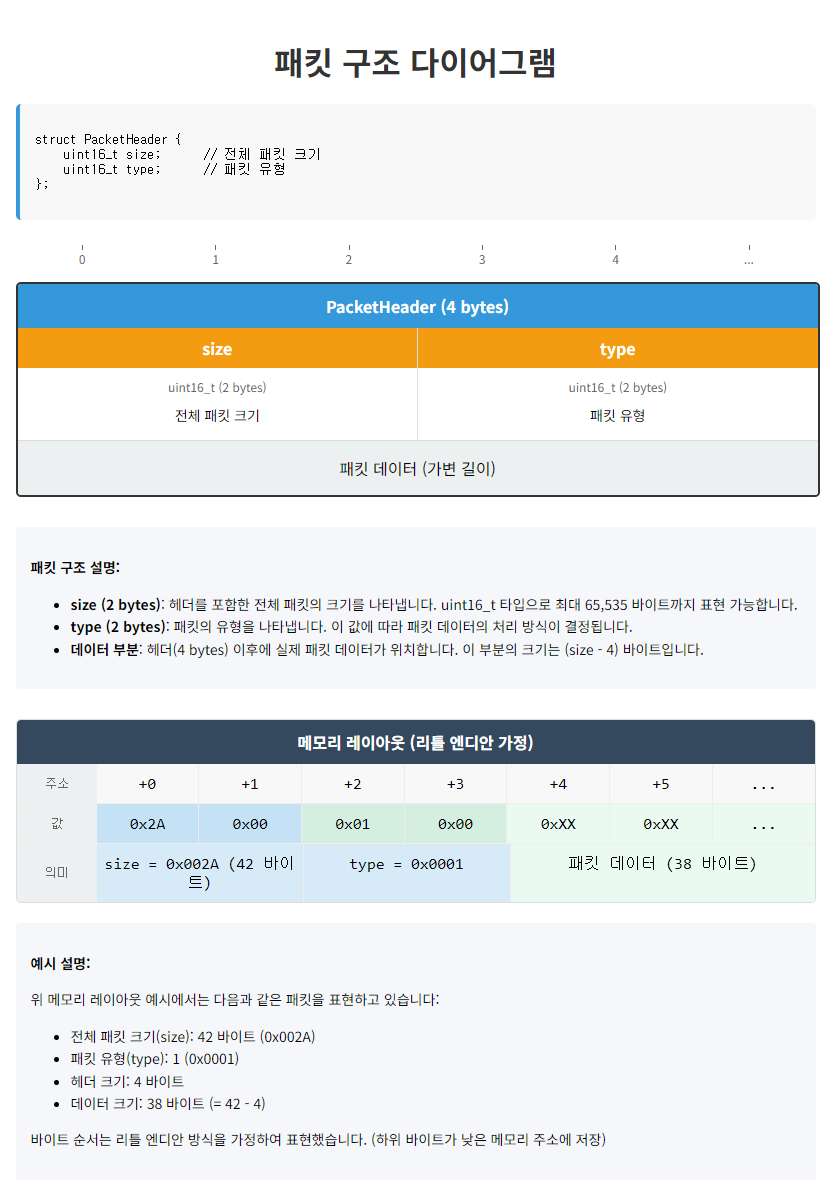 패킷 구조 다이어그램
struct PacketHeader {
    uint16_t size;      // 전체 패킷 크기
    uint16_t type;      // 패킷 유형
};
0 1 2 3 4 ...
PacketHeader (4 bytes)
size type
uint16_t (2 bytes) uint16_t (2 bytes)
전체 패킷 크기 패킷 유형
패킷 데이터 (가변 길이)
패킷 구조 설명:
• size (2 bytes): 헤더를 포함한 전체 패킷의 크기를 나타냅니다. uint16_t 타입으로 최대 65,535 바이트까지 표현 가능합니다.
• type (2 bytes): 패킷의 유형을 나타냅니다. 이 값에 따라 패킷 데이터의 처리 방식이 결정됩니다.
• 데이터 부분: 헤더(4 bytes) 이후에 실제 패킷 데이터가 위치합니다. 이 부분의 크기는 (size - 4) 바이트입니다.
메모리 레이아웃 (리틀 엔디안 가정)
주소 +0 +1 +2 +3 +4 +5 ...
값 0x2A 0x00 0x01 0x00 0xXX 0xXX ...
의미 size = 0x002A (42 바이트) type = 0x0001 패킷 데이터 (38 바이트)
예시 설명:
위 메모리 레이아웃 예시에서는 다음과 같은 패킷을 표현하고 있습니다:
• 전체 패킷 크기(size): 42 바이트 (0x002A)
• 패킷 유형(type): 1 (0x0001)
• 헤더 크기: 4 바이트
• 데이터 크기: 38 바이트 (= 42 - 4)
바이트 순서는 리틀 엔디안 방식을 가정하여 표현했습니다. (하위 바이트가 낮은 메모리 주소에 저장)